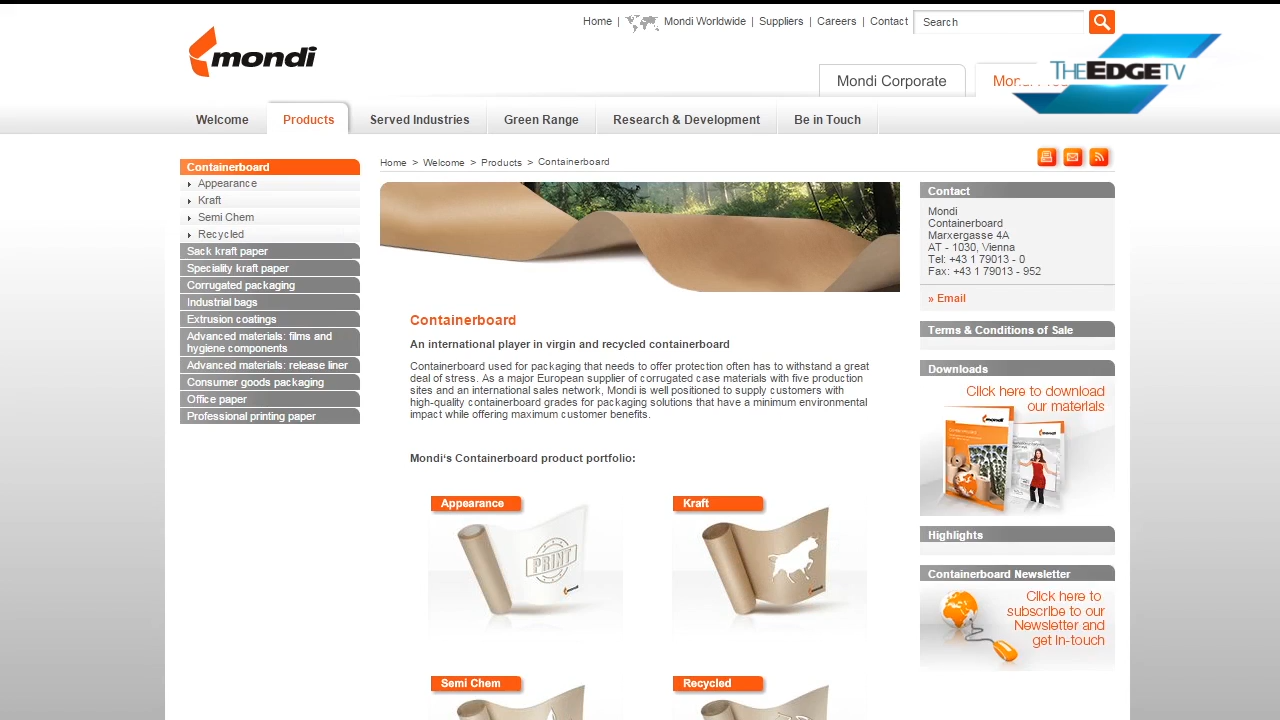 Home | Mondi Worldwide | Suppliers | Careers | Contact
Search
mondi
Mondi Corporate
THEEDGETV
Welcome
Products
Served Industries
Green Range
Research & Development
Be in Touch
Containerboard
Appearance
Kraft
Semi Chem
Recycled
Sack kraft paper
Speciality kraft paper
Corrugated packaging
Industrial bags
Extrusion coatings
Advanced materials: films and
hygiene components
Advanced materials: release liner
Consumer goods packaging
Office paper
Professional printing paper
Home > Welcome > Products > Containerboard
Containerboard
An international player in virgin and recycled containerboard
Containerboard used for packaging that needs to offer protection often has to withstand a great
deal of stress. As a major European supplier of corrugated case materials with five production
sites and an international sales network, Mondi is well positioned to supply customers with
high-quality containerboard grades for packaging solutions that have a minimum environmental
impact while offering maximum customer benefits.
Mondi‘s Containerboard product portfolio:
Appearance
PRINT
mondi
Kraft
mondi
Semi Chem
Recycled
Contact
Mondi
Containerboard
Marxergasse 4A
AT - 1030, Vienna
Tel: +43 1 79013 - 0
Fax: +43 1 79013 - 952
» Email
Terms & Conditions of Sale
Downloads
Click here to download
our materials
mondi
mondi
Highlights
Containerboard Newsletter
Click here to
subscribe to our
Newsletter and
get in-touch